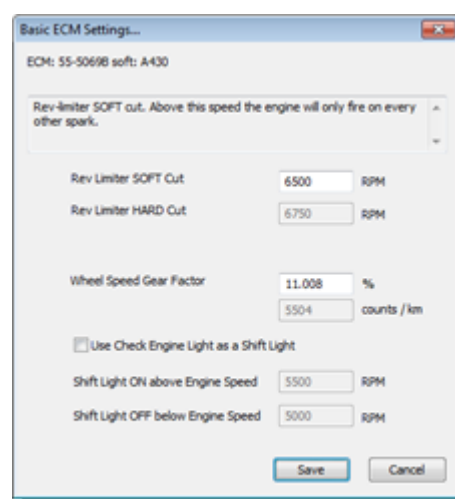 Basic ECM Settings...
ECM: 55-5069B soft: A430
Rev-limiter SOFT cut. Above this speed the engine will only fire on every
other spark.
Rev Limiter SOFT Cut 6500 RPM
Rev Limiter HARD Cut 6750 RPM
Wheel Speed Gear Factor 11.008 %
5504 counts / km
Use Check Engine Light as a Shift Light
Shift Light ON above Engine Speed 5500 RPM
Shift Light OFF below Engine Speed 5000 RPM
Save Cancel